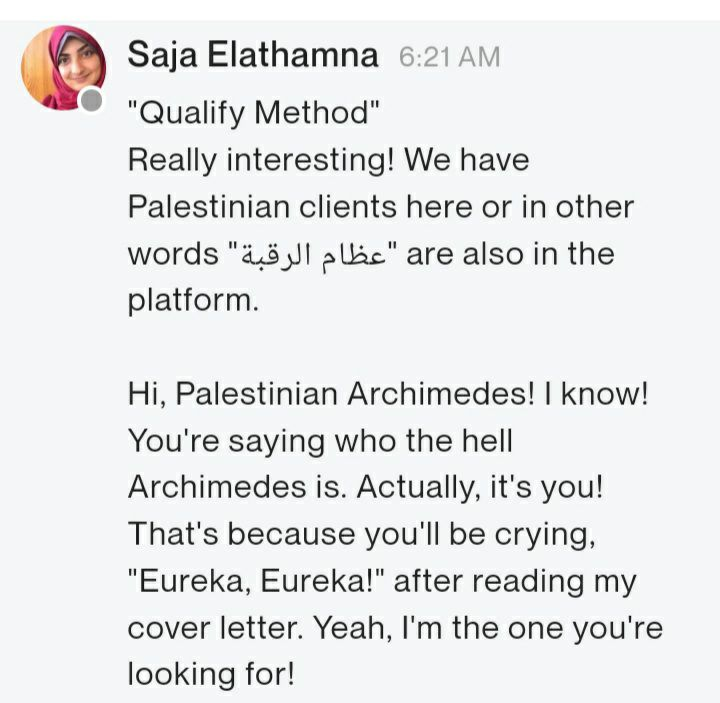 Saja Elathamna 6:21 AM
"Qualify Method"
Really interesting! We have
Palestinian clients here or in other
words "عظام الرقبة" are also in the
platform.
Hi, Palestinian Archimedes! I know!
You're saying who the hell
Archimedes is. Actually, it's you!
That's because you'll be crying,
"Eureka, Eureka!" after reading my
cover letter. Yeah, I'm the one you're
looking for!